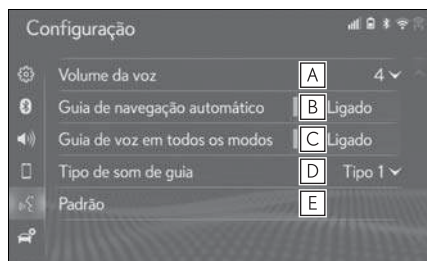 Configuração
Volume da voz A 4
Guia de navegação automático B Ligado
Guia de voz em todos os modos C Ligado
Tipo de som de guia D Tipo 1
Padrão E